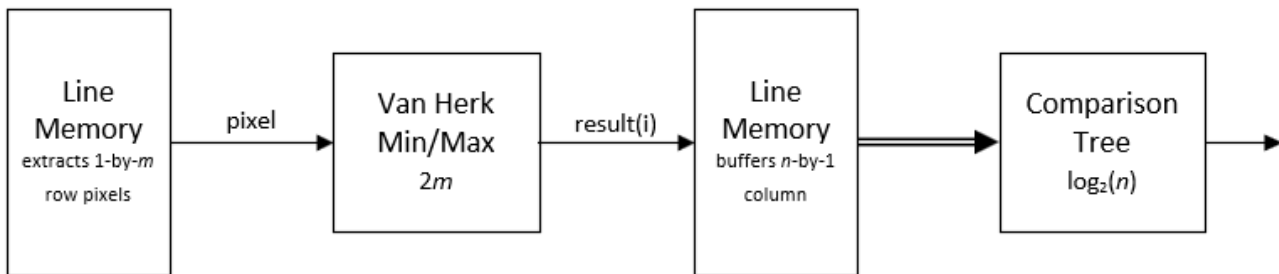 Line
Memory
extracts 1-by-m
row pixels
pixel
Van Herk
Min/Max
2m
result(i)
Line
Memory
buffers n-by-1
column
Comparison
Tree
log₂(n)